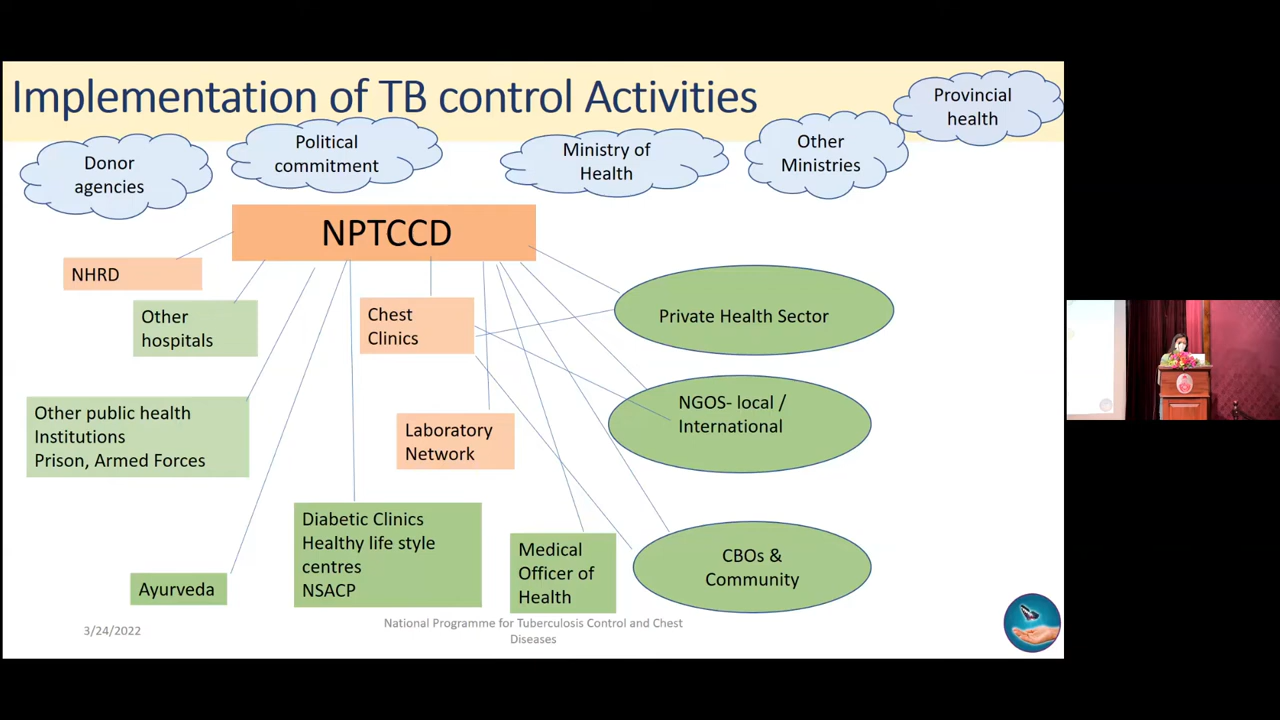 Implementation of TB control Activities
Provincial
health
Donor
agencies
Political
commitment
Ministry of
Health
Other
Ministries
NPTCCD
NHRD
Other
hospitals
Chest
Clinics
Private Health Sector
Other public health
Institutions
Prison, Armed Forces
Laboratory
Network
NGOS- local /
International
Ayurveda
Diabetic Clinics
Healthy life style
centres
NSACP
Medical
Officer of
Health
CBOs &
Community
3/24/2022
National Programme for Tuberculosis Control and Chest
Diseases